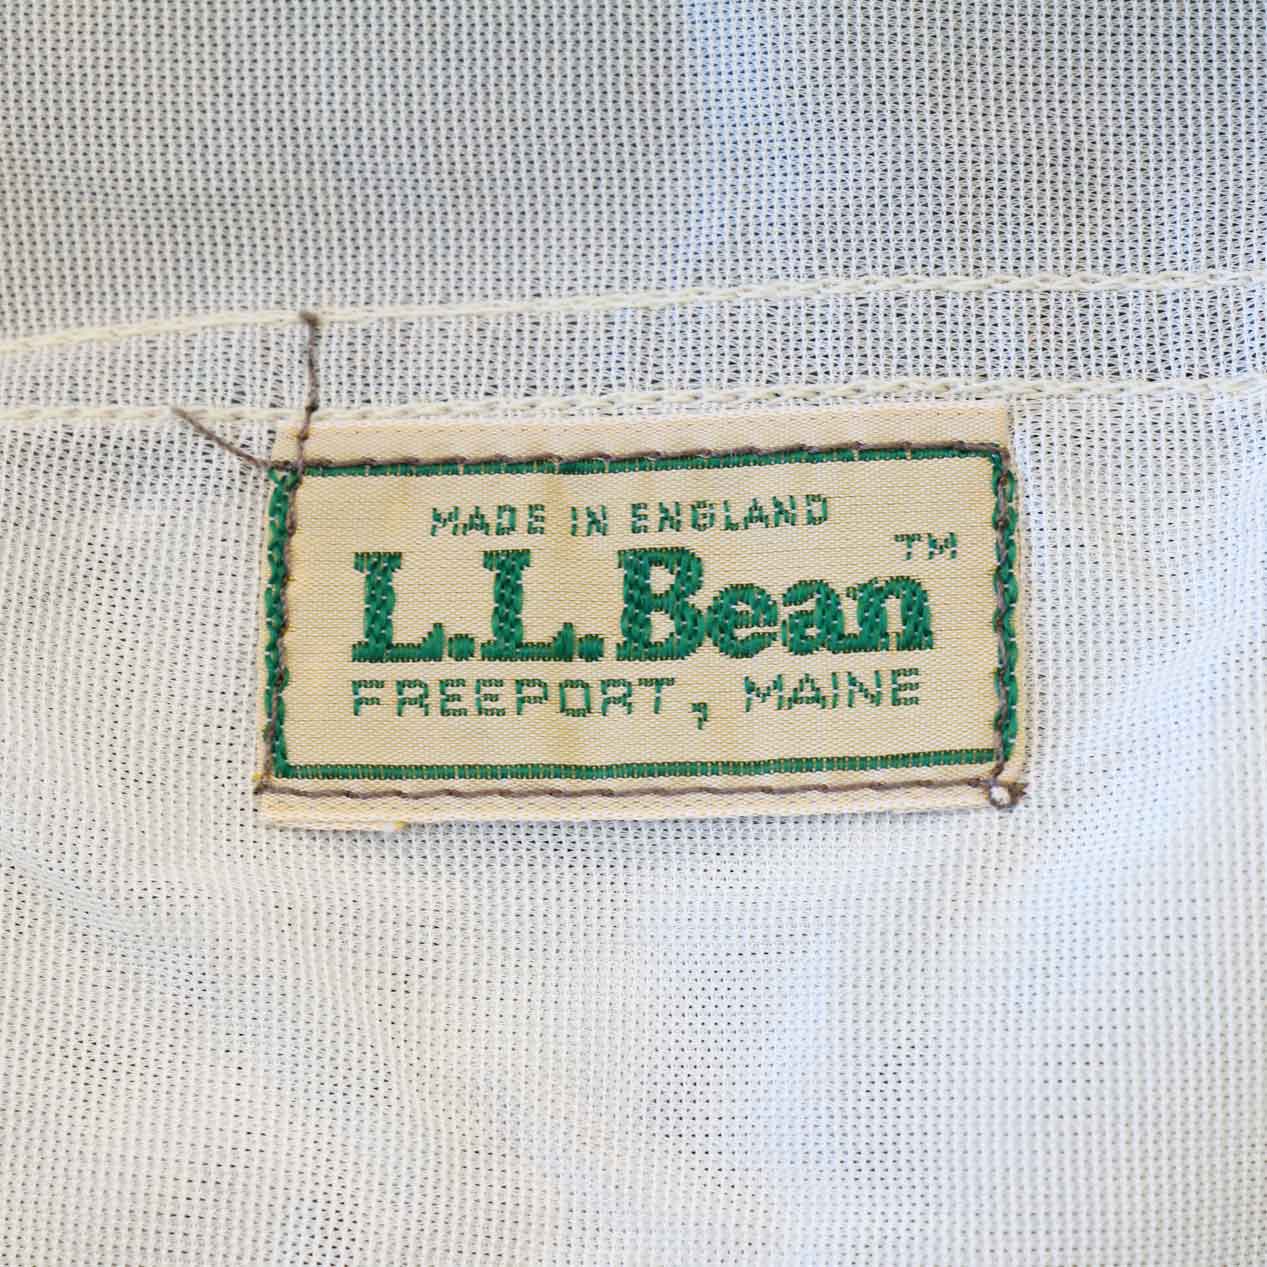 MADE IN ENGLAND
L.L.Bean™
FREEPORT, MAINE